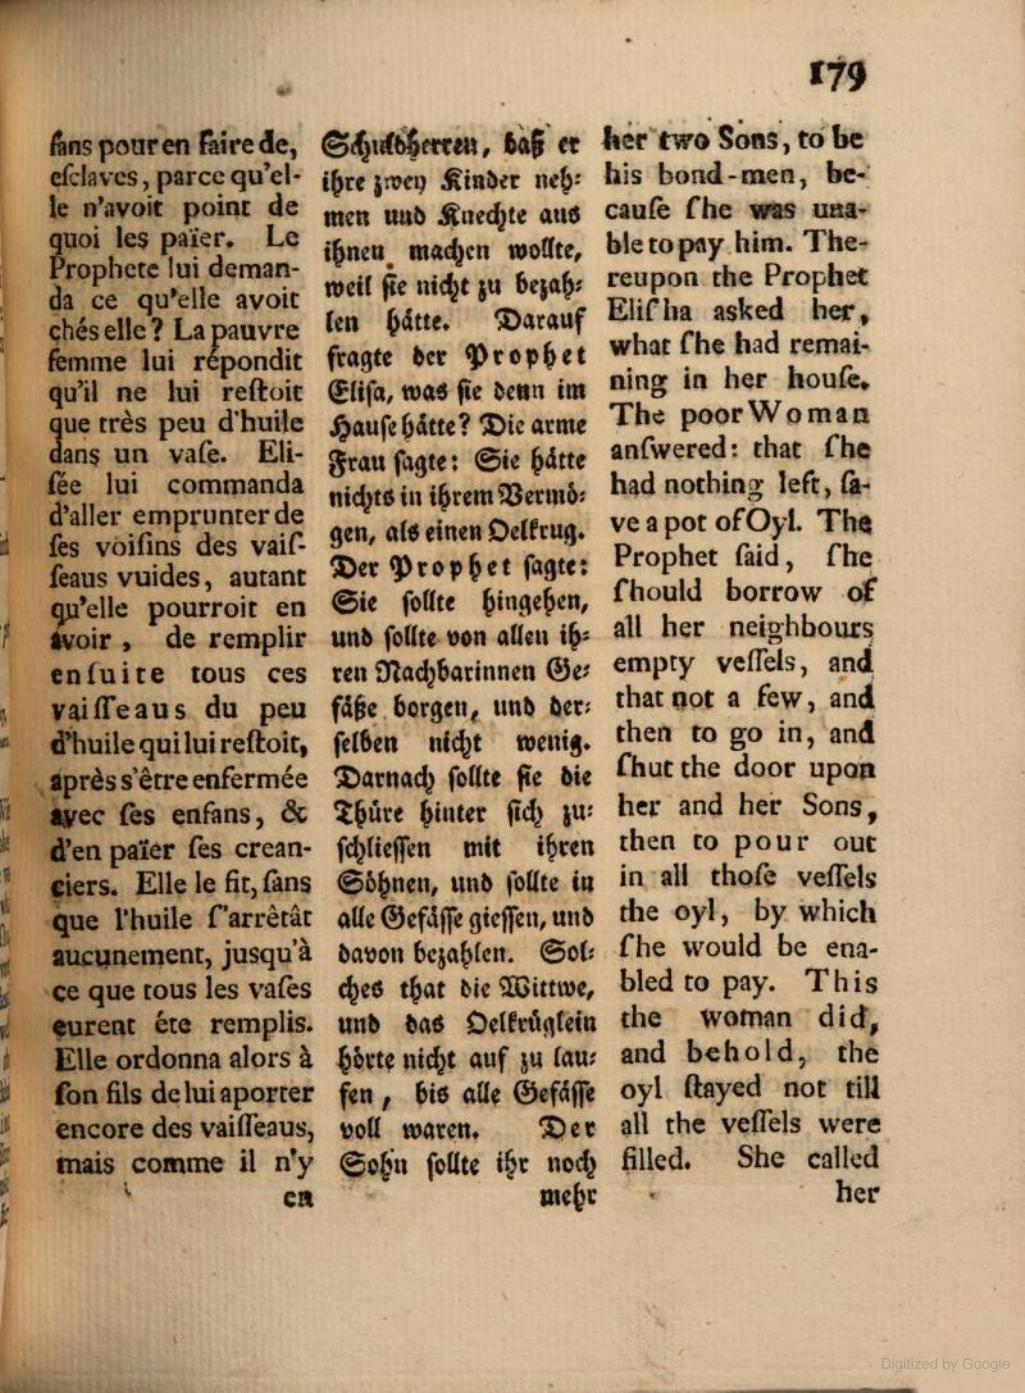 179
ſans pour en faire de,
eſclaves, parce qu'el-
le n'avoit point de
quoi les païer. Le
Prophete lui deman-
da ce qu'elle avoit
chés elle? La pauvre
femme lui répondit
qu'il ne lui reſtoit
que très peu d'huile
dans un vaſe. Eli-
ſée lui commanda
d'aller emprunter de
ſes voiſins des vaiſ-
ſeaus vuides, autant
qu'elle pourroit en
avoir, de remplir
enſuite tous ces
vaiſſeaus du peu
d'huile qui lui reſtoit,
après s'être enfermée
avec ſes enfans, &
d'en païer ſes crean-
ciers. Elle le fit, ſans
que l'huile ſ'arrêtât
aucunement, jusqu'à
ce que tous les vaſes
eurent éte remplis.
Elle ordonna alors à
ſon fils de lui aporter
encore des vaiſſeaus,
mais comme il n'y
en
Schuldherren, daß er
ihre zwey Kinder neh-
men und Knechte aus
ihnen machen wollte,
weil ſie nicht zu bezah-
len hätte. Darauf
fragte der Prophet
Eliſa, was ſie denn im
Hauſe hätte? Die arme
Frau ſagte: Sie hätte
nichts in ihrem Vermö-
gen, als einen Oelkrug.
Der Prophet ſagte:
Sie ſollte hingehen,
und ſollte von allen ih-
ren Nachbarinnen Ge-
fäße borgen, und der-
ſelben nicht wenig.
Darnach ſollte ſie die
Thüre hinter ſich zu-
ſchlieſſen mit ihren
Söhnen, und ſollte in
alle Gefäſſe gieſſen, und
davon bezahlen. Sol-
ches that die Wittwe,
und das Oelkrüglein
hörte nicht auf zu lau-
fen, bis alle Gefäſſe
voll waren. Der
Sohn ſollte ihr noch
mehr
her two Sons, to be
his bond-men, be-
cauſe ſhe was una-
ble to pay him. The-
reupon the Prophet
Eliſha asked her,
what ſhe had remai-
ning in her houſe.
The poor Woman
anſwered: that ſhe
had nothing left, ſa-
ve a pot of Oyl. The
Prophet ſaid, ſhe
ſhould borrow of
all her neighbours
empty veſſels, and
that not a few, and
then to go in, and
ſhut the door upon
her and her Sons,
then to pour out
in all thoſe veſſels
the oyl, by which
ſhe would be ena-
bled to pay. This
the woman did,
and behold, the
oyl ſtayed not till
all the veſſels were
filled. She called
her
Digitized by Google